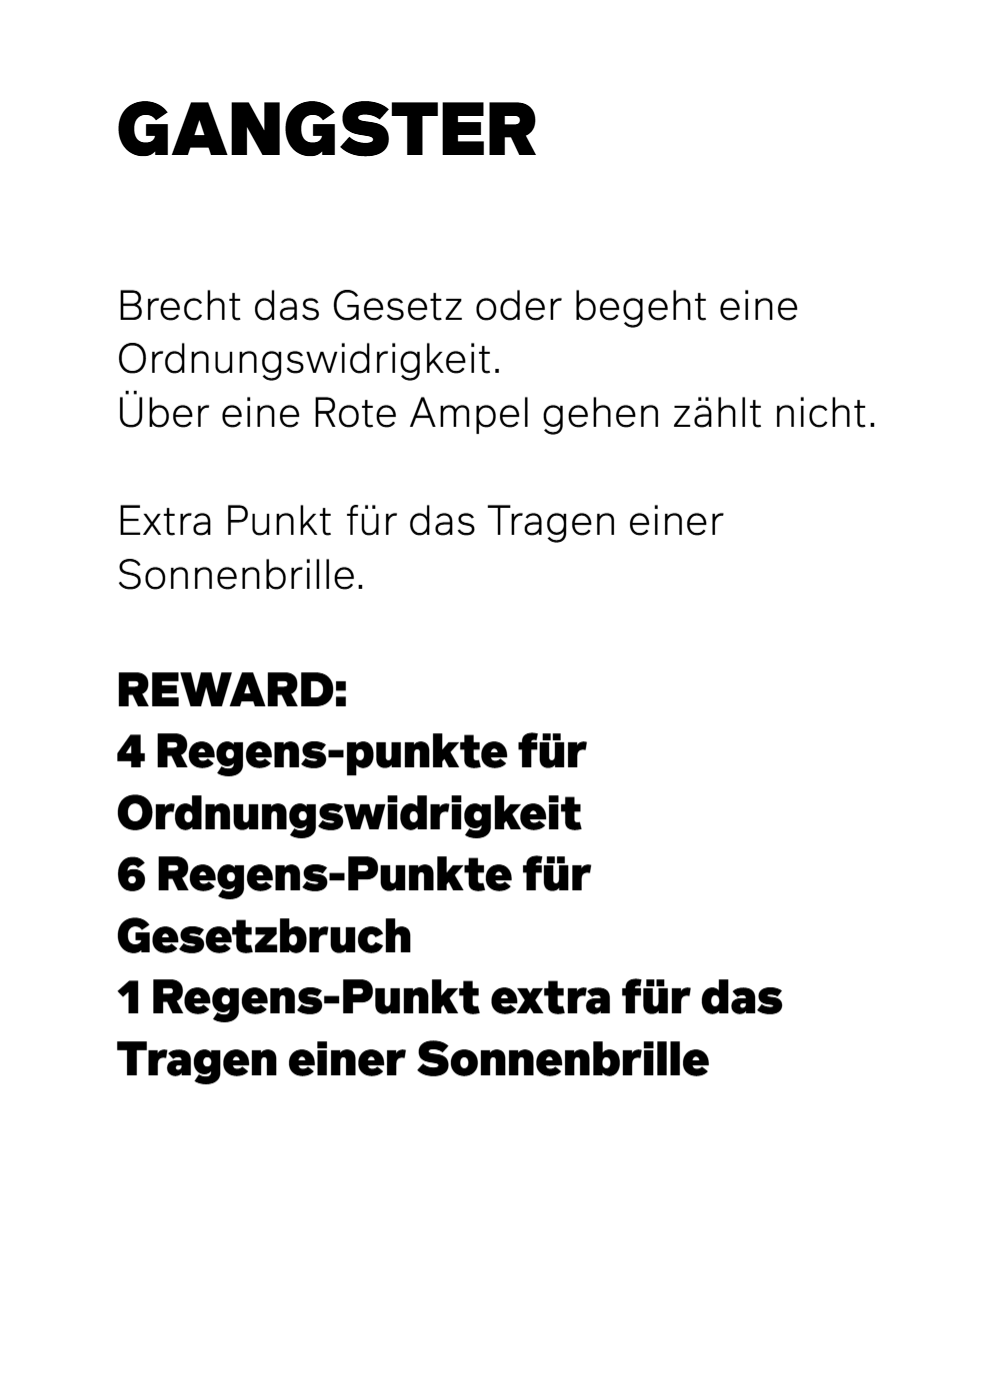 GANGSTER
Brecht das Gesetz oder begeht eine
Ordnungswidrigkeit.
Über eine Rote Ampel gehen zählt nicht.
Extra Punkt für das Tragen einer
Sonnenbrille.
REWARD:
4 Regens-punkte für
Ordnungswidrigkeit
6 Regens-Punkte für
Gesetzbruch
1 Regens-Punkt extra für das
Tragen einer Sonnenbrille